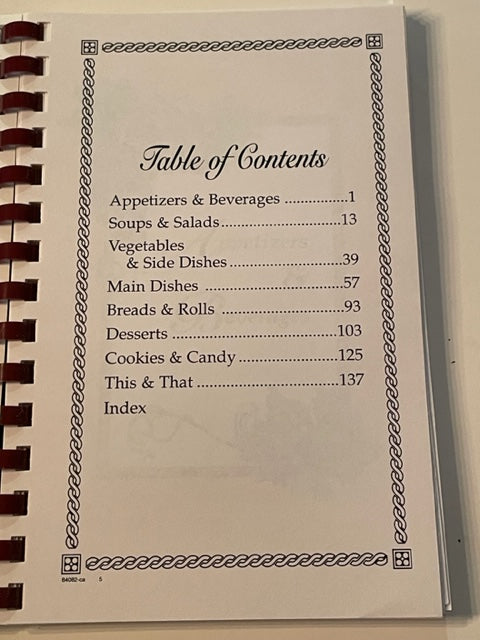 Table of Contents
Appetizers & Beverages ...............1
Soups & Salads.............................13
Vegetables
& Side Dishes...........................39
Main Dishes .................................57
Breads & Rolls ..............................93
Desserts .......................................103
Cookies & Candy.......................125
This & That .................................137
Index
84082-ca 5